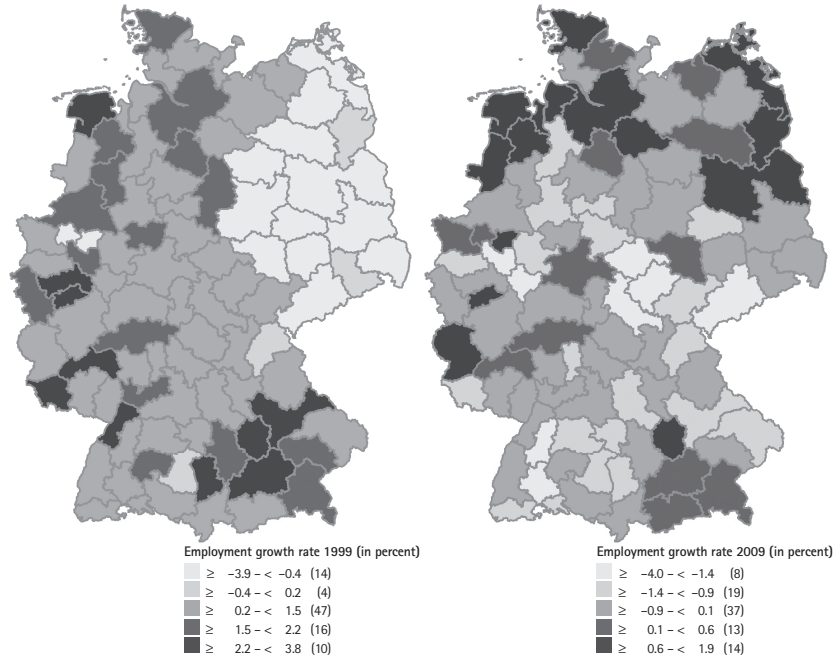 Employment growth rate 1999 (in percent)
≥ −3.9 – < −0.4 (14)
≥ −0.4 – < 0.2 (4)
≥ 0.2 – < 1.5 (47)
≥ 1.5 – < 2.2 (16)
≥ 2.2 – < 3.8 (10)
Employment growth rate 2009 (in percent)
≥ −4.0 – < −1.4 (8)
≥ −1.4 – < −0.9 (19)
≥ −0.9 – < 0.1 (37)
≥ 0.1 – < 0.6 (13)
≥ 0.6 – < 1.9 (14)